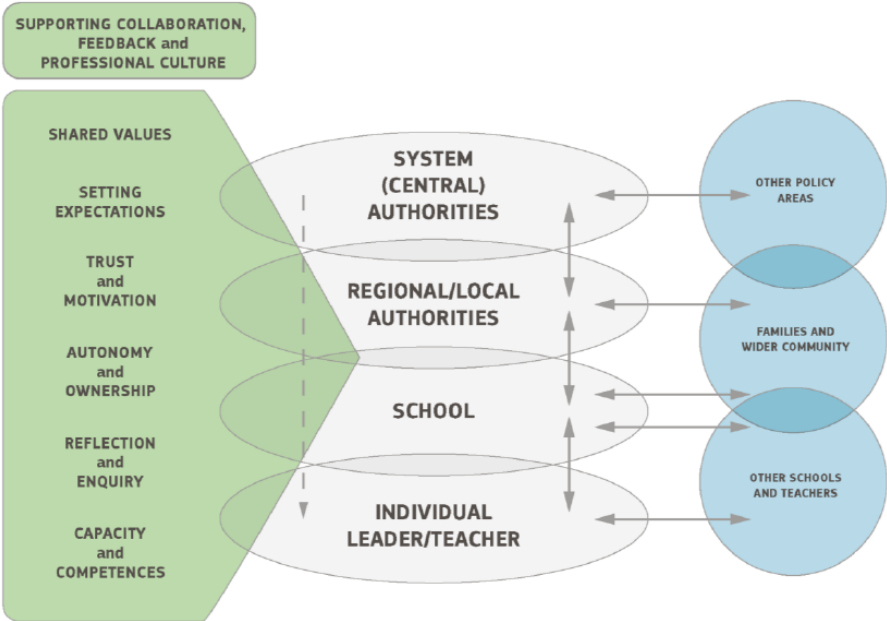 SUPPORTING COLLABORATION,
FEEDBACK and
PROFESSIONAL CULTURE
SHARED VALUES
SETTING
EXPECTATIONS
TRUST
and
MOTIVATION
AUTONOMY
and
OWNERSHIP
REFLECTION
and
ENQUIRY
CAPACITY
and
COMPETENCES
SYSTEM
(CENTRAL)
AUTHORITIES
REGIONAL/LOCAL
AUTHORITIES
SCHOOL
INDIVIDUAL
LEADER/TEACHER
OTHER POLICY
AREAS
FAMILIES AND
WIDER COMMUNITY
OTHER SCHOOLS
AND TEACHERS